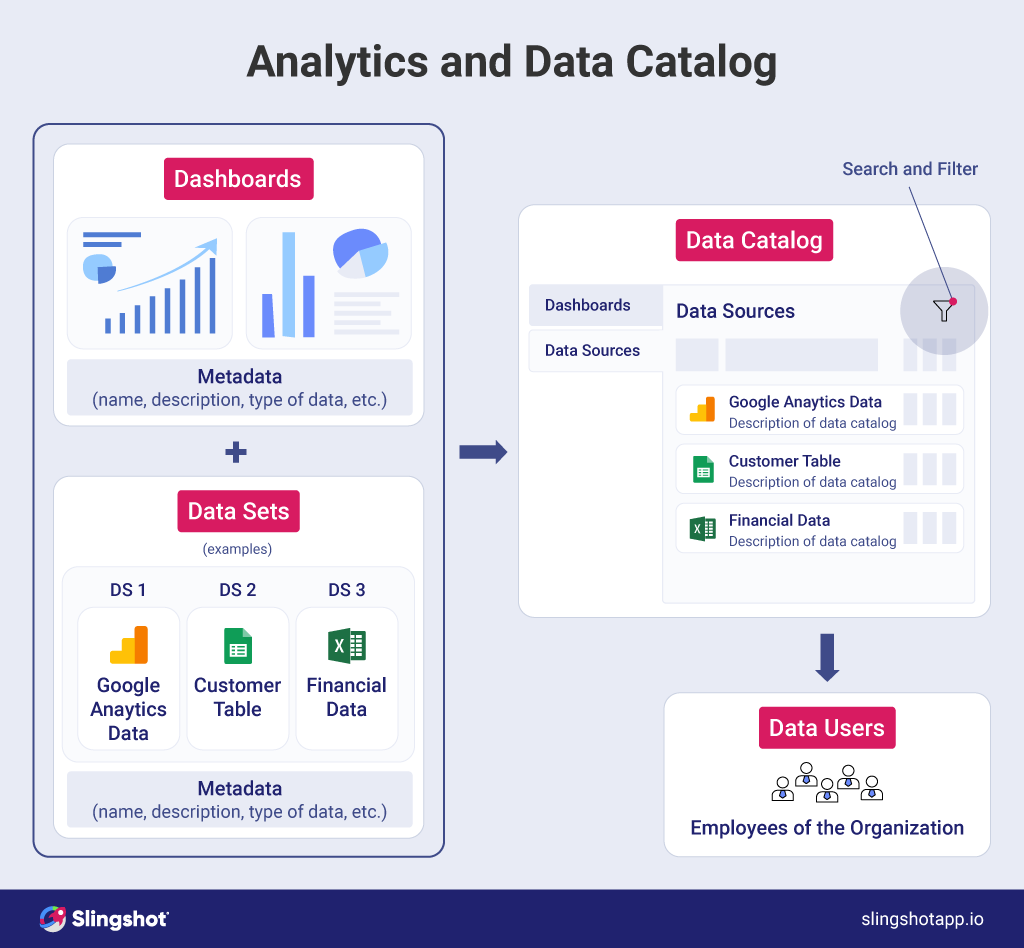 Analytics and Data Catalog
Dashboards
Metadata
(name, description, type of data, etc.)
Data Sets
(examples)
DS 1
DS 2
DS 3
Google
Anaytics
Data
Customer
Table
Financial
Data
Metadata
(name, description, type of data, etc.)
Search and Filter
Data Catalog
Dashboards
Data Sources
Data Sources
Google Anaytics Data
Description of data catalog
Customer Table
Description of data catalog
Financial Data
Description of data catalog
Data Users
Employees of the Organization
Slingshot
slingshotapp.io